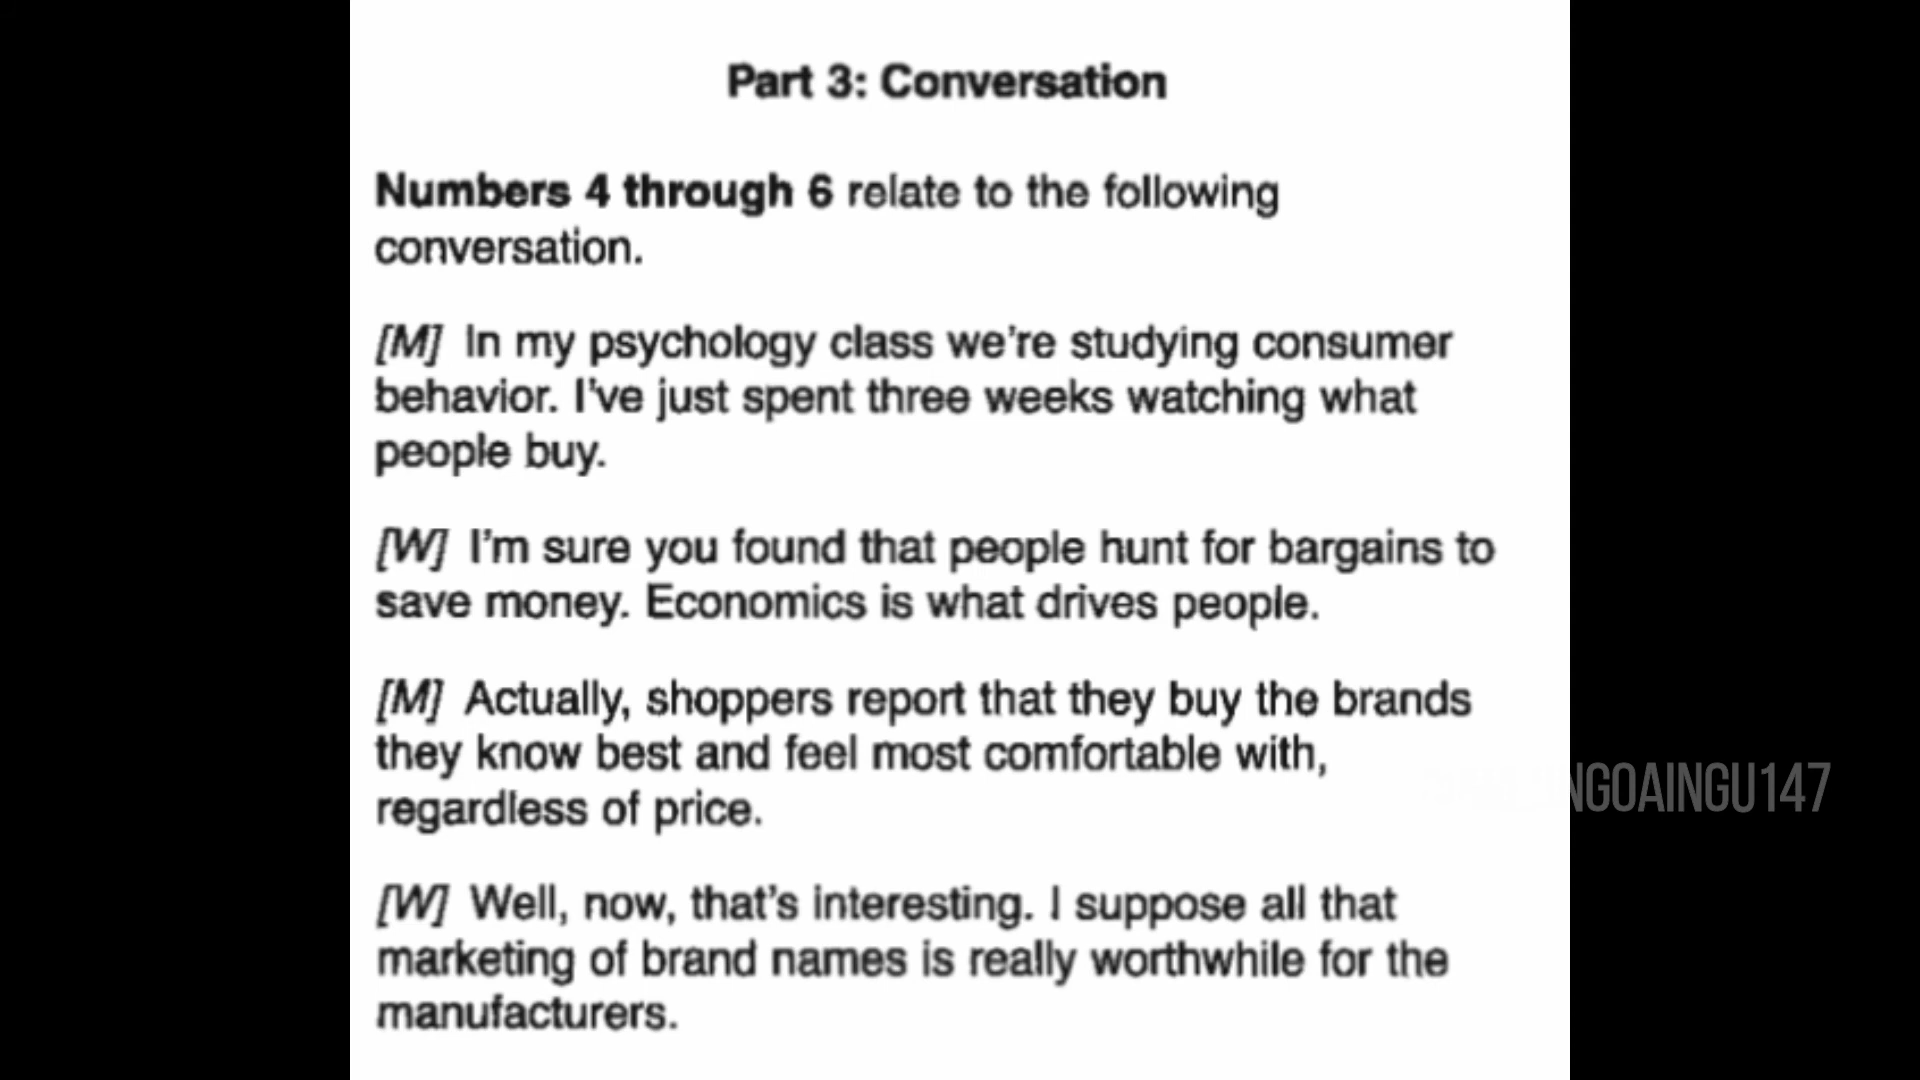 Part 3: Conversation
Numbers 4 through 6 relate to the following
conversation.
[M] In my psychology class we're studying consumer
behavior. I've just spent three weeks watching what
people buy.
[W] I'm sure you found that people hunt for bargains to
save money. Economics is what drives people.
[M] Actually, shoppers report that they buy the brands
they know best and feel most comfortable with,
regardless of price.
NGOAINGU147
[W] Well, now, that's interesting. I suppose all that
marketing of brand names is really worthwhile for the
manufacturers.